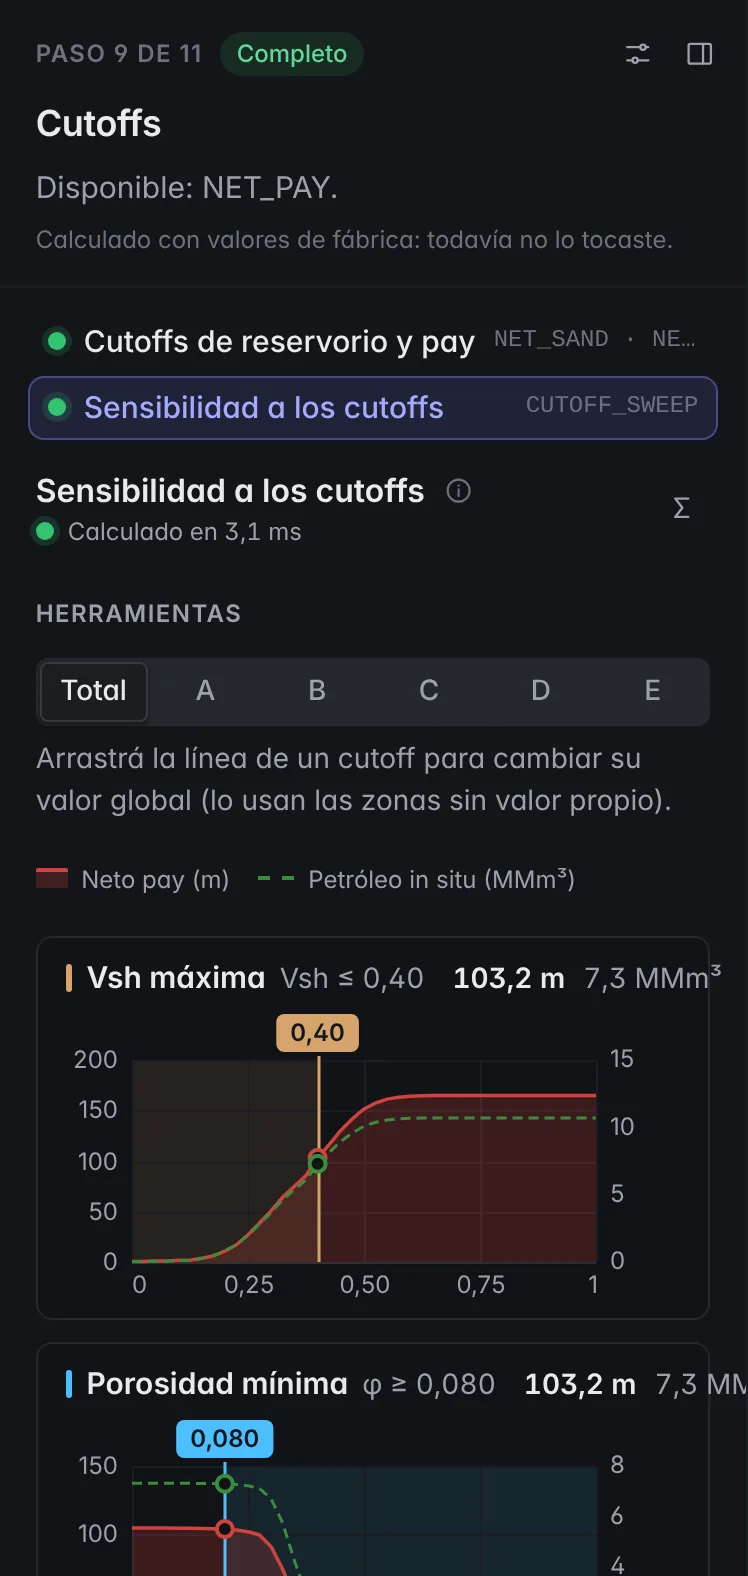 PASO 9 DE 11 Completo
Cutoffs
Disponible: NET_PAY.
Calculado con valores de fábrica: todavía no lo tocaste.
Cutoffs de reservorio y pay NET_SAND · NE…
Sensibilidad a los cutoffs CUTOFF_SWEEP
Sensibilidad a los cutoffs
Σ
Calculado en 3,1 ms
HERRAMIENTAS
Total A B C D E
Arrastrá la línea de un cutoff para cambiar su
valor global (lo usan las zonas sin valor propio).
Neto pay (m) Petróleo in situ (MMm³)
Vsh máxima Vsh ≤ 0,40 103,2 m 7,3 MMm³
0,40
200 15
150
10
100
5
50
0 0
0 0,25 0,50 0,75 1
Porosidad mínima φ ≥ 0,080 103,2 m 7,3 MM
0,080
150 8
6
100
4